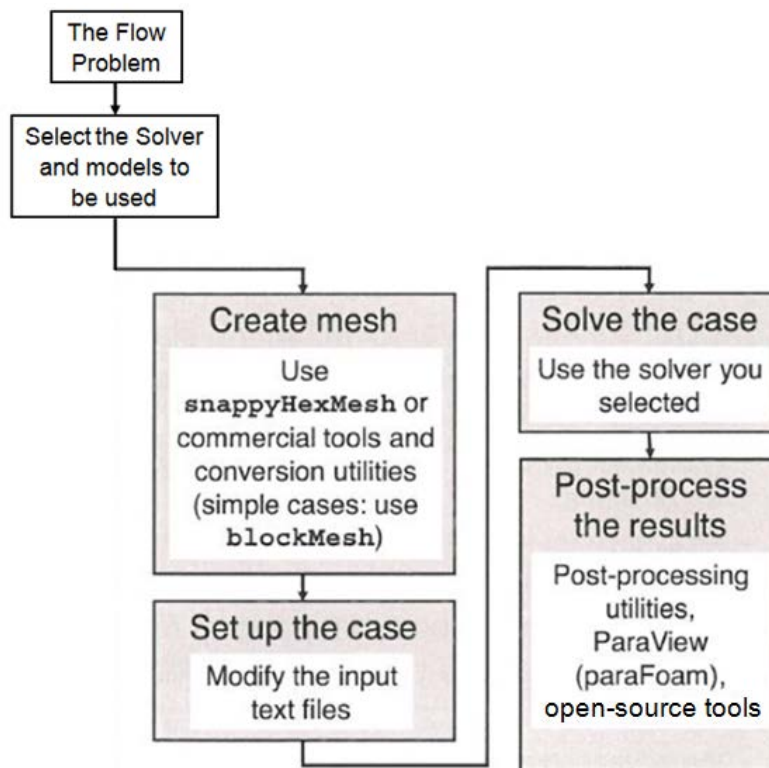 The Flow
Problem
Select the Solver
and models to
be used
Create mesh
Use
snappyHexMesh or
commercial tools and
conversion utilities
(simple cases: use
blockMesh)
Set up the case
Modify the input
text files
Solve the case
Use the solver you
selected
Post-process
the results
Post-processing
utilities,
ParaView
(paraFoam),
open-source tools